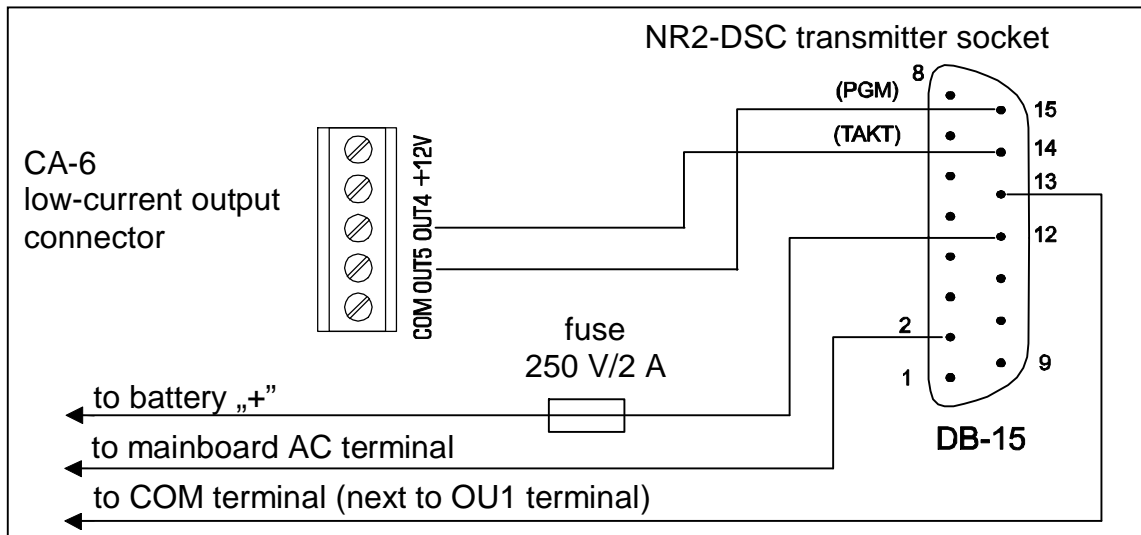 NR2-DSC transmitter socket
8
(PGM)
15
(TAKT)
14
13
12
CA-6
low-current output
connector
+12V
OUT4
OUT5
COM
fuse
250 V/2 A
2
1
9
to battery „+”
DB-15
to mainboard AC terminal
to COM terminal (next to OU1 terminal)